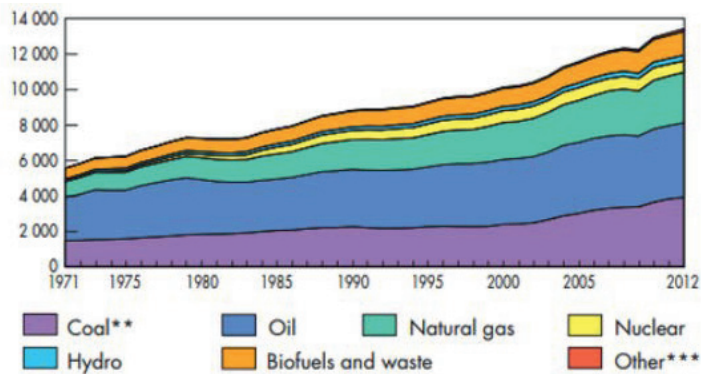 14 000
12 000
10 000
8 000
6 000
4 000
2 000
0
1971 1975 1980 1985 1990 1995 2000 2005 2012
Coal** Oil Natural gas Nuclear
Hydro Biofuels and waste Other***